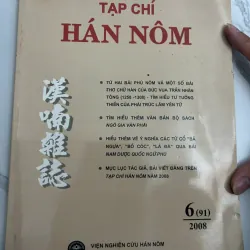 TẠP CHÍ
HÁN NÔM
漢喃雜誌
TỪ HAI BÀI PHÚ NÔM VÀ MỘT SỐ BÀI
THƠ CHỮ HÁN CỦA ĐỨC VUA TRẦN NHÂN
TÔNG (1258 -1308) - TÌM HIỂU TƯ TƯỞNG
THIỀN CỦA PHÁI TRÚC LÂM YÊN TỬ
TÌM HIỂU THÊM VĂN BẢN BỘ SÁCH
NGÔ GIA VĂN PHÁI
HIỂU THÊM VỀ Ý NGHĨA CÁC TỪ CỔ "BÀ
NGỰA", "BỒ CÓC", "LÁ ĐA" QUA BÀI
NAM DƯỢC QUỐC NGỮ PHÚ
MỤC LỤC TÁC GIẢ, BÀI VIẾT ĐĂNG TRÊN
TẠP CHÍ HÁN NÔM NĂM 2008
6 (91)
2008
VIỆN NGHIÊN CỨU HÁN NÔM